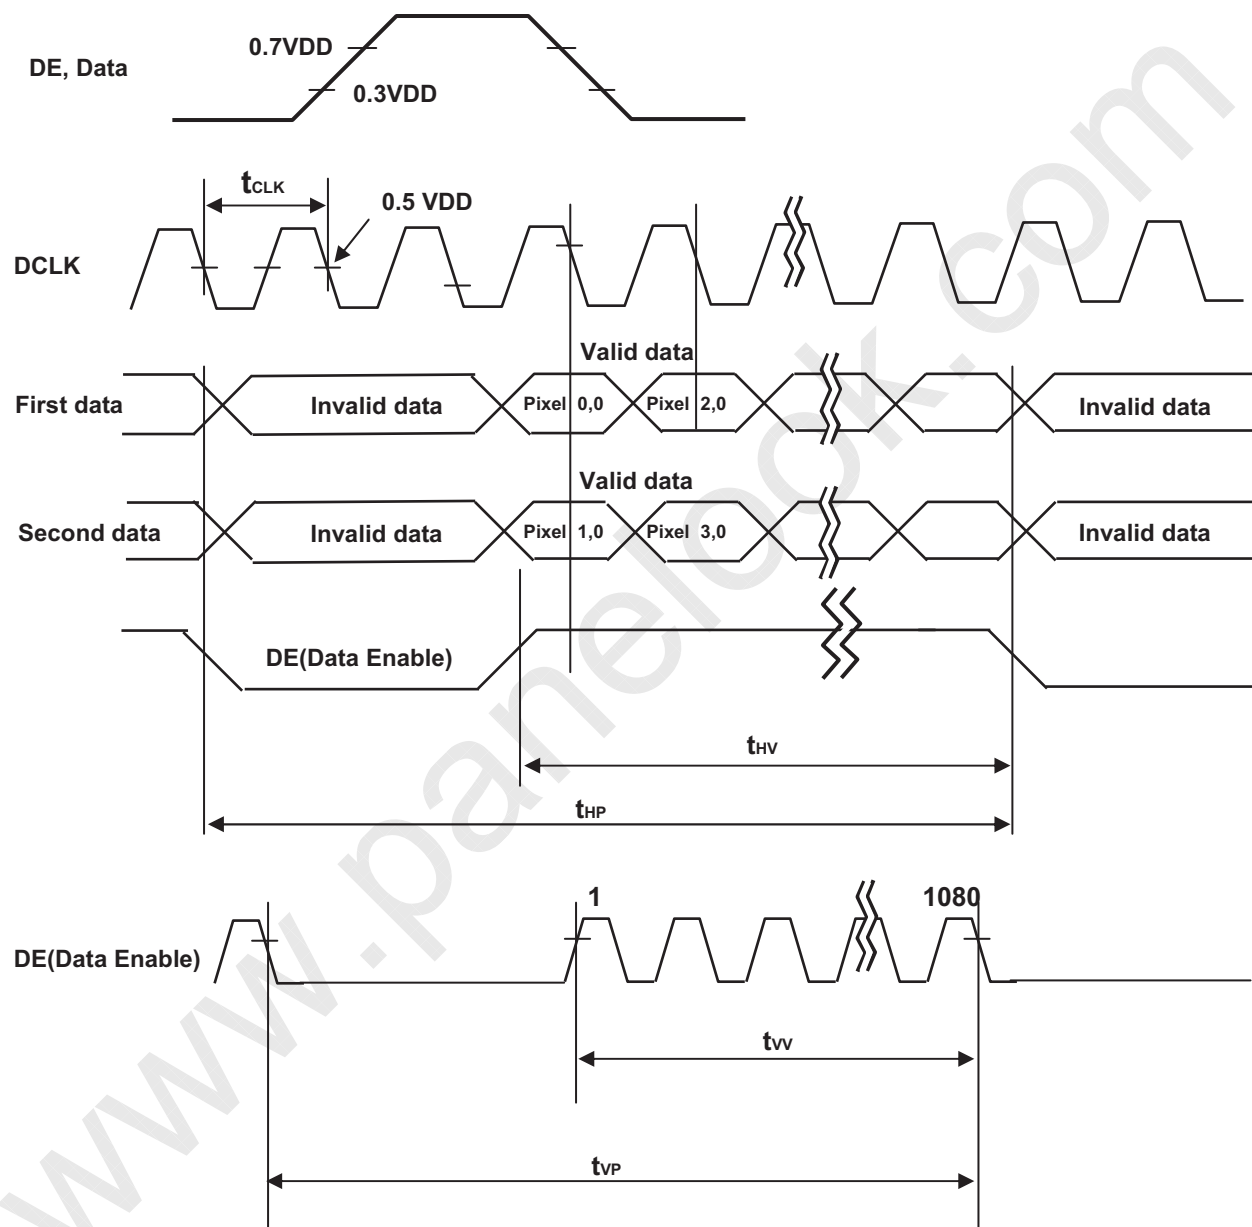 0.7VDD
DE, Data
0.3VDD
tCLK
0.5 VDD
DCLK
Valid data
First data
Invalid data
Pixel 0,0
Pixel 2,0
Invalid data
Valid data
Second data
Invalid data
Pixel 1,0
Pixel 3,0
Invalid data
DE(Data Enable)
tHV
tHP
1
1080
DE(Data Enable)
tVV
tVP
www.panelook.com